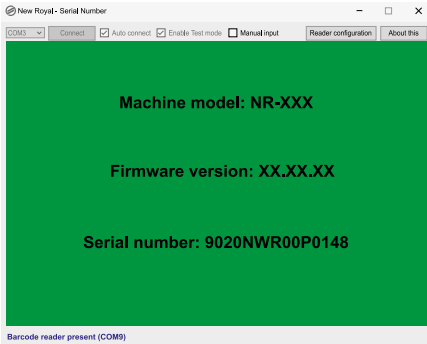 New Royal - Serial Number
COM3 Connect Auto connect Enable Test mode Manual input Reader configuration About this
Machine model: NR-XXX
Firmware version: XX.XX.XX
Serial number: 9020NWR00P0148
Barcode reader present (COM9)